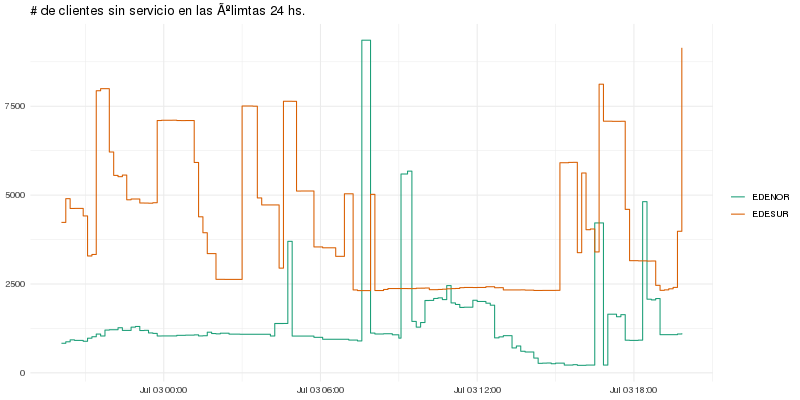 # de clientes sin servicio en las Ãºlimtas 24 hs.
7500
5000
2500
0
Jul 03 00:00
Jul 03 06:00
Jul 03 12:00
Jul 03 18:00
EDENOR
EDESUR